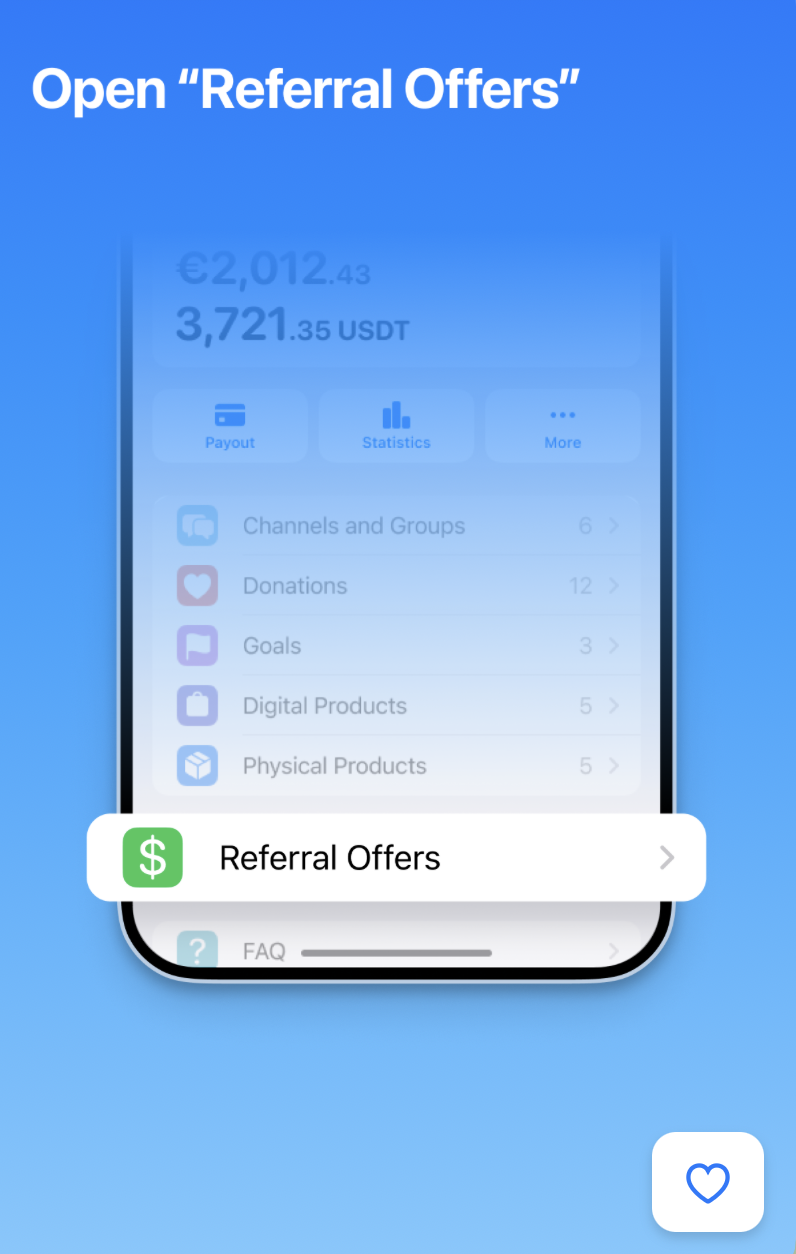 Open “Referral Offers”
€2,012.43
3,721.35 USDT
Payout Statistics More
Channels and Groups 6
Donations 12
Goals 3
Digital Products 5
Physical Products 5
$ Referral Offers
? FAQ